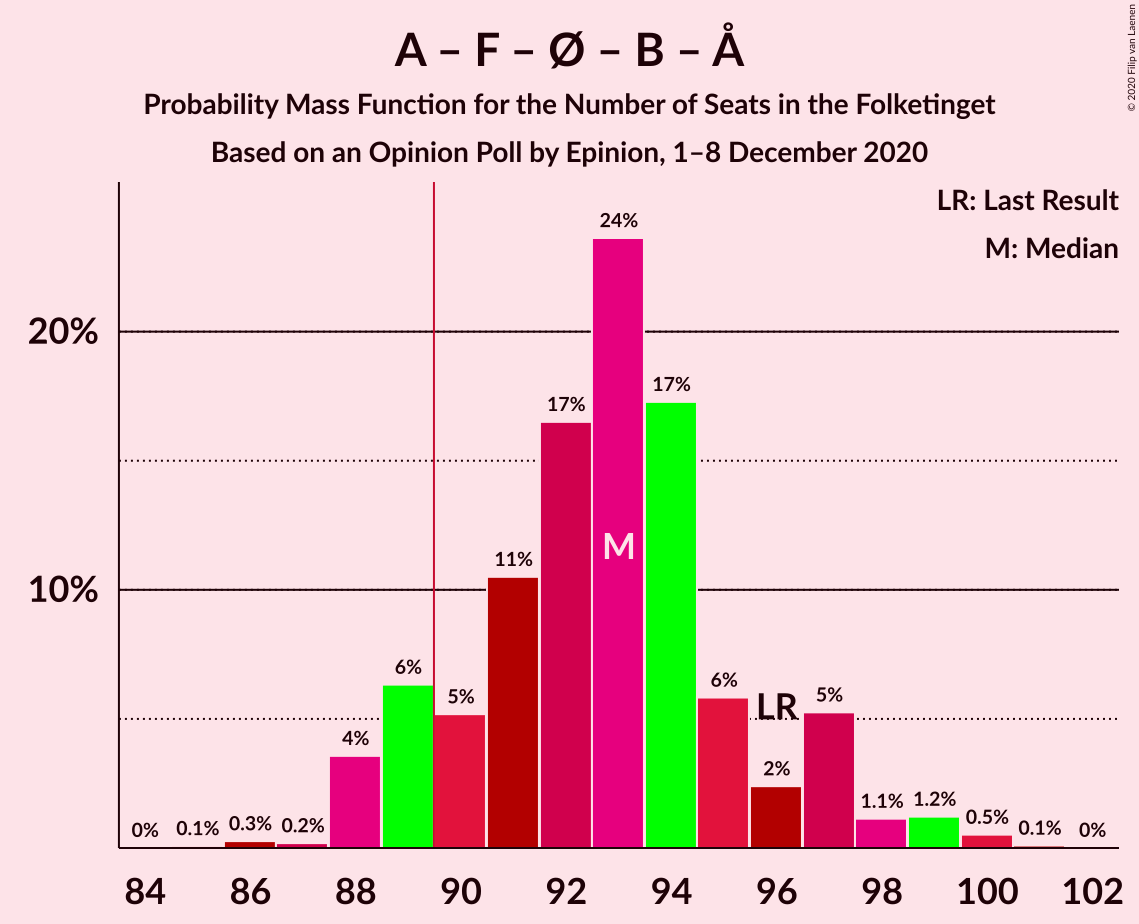 A – F – Ø – B – Å
Probability Mass Function for the Number of Seats in the Folketinget
Based on an Opinion Poll by Epinion, 1–8 December 2020
© 2020 Filip van Laenen
LR: Last Result
M: Median
20%
10%
0%
0.1%
0.3%
0.2%
4%
6%
5%
11%
17%
24%
M
17%
6%
LR
2%
5%
1.1%
1.2%
0.5%
0.1%
0%
84 86 88 90 92 94 96 98 100 102